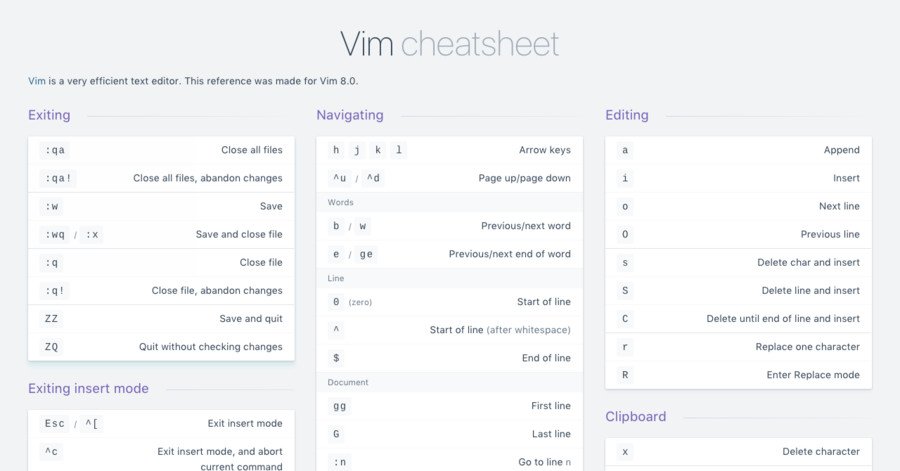 Vim cheatsheet
Vim is a very efficient text editor. This reference was made for Vim 8.0.
Exiting
:qa Close all files
:qa! Close all files, abandon changes
:w Save
:wq / :x Save and close file
:q Close file
:q! Close file, abandon changes
ZZ Save and quit
ZQ Quit without checking changes
Exiting insert mode
Esc / ^[ Exit insert mode
^c Exit insert mode, and abort
current command
Navigating
h j k l Arrow keys
^u / ^d Page up/page down
Words
b / w Previous/next word
e / ge Previous/next end of word
Line
0 (zero) Start of line
^ Start of line (after whitespace)
$ End of line
Document
gg First line
G Last line
:n Go to line n
Editing
a Append
i Insert
o Next line
O Previous line
s Delete char and insert
S Delete line and insert
C Delete until end of line and insert
r Replace one character
R Enter Replace mode
Clipboard
x Delete character